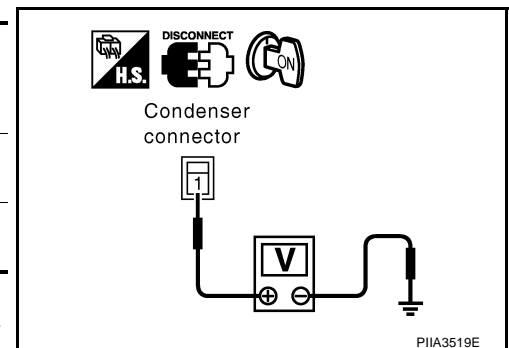 DISCONNECT
H.S.
ON
Condenser
connector
1
V
+ −
PIIA3519E